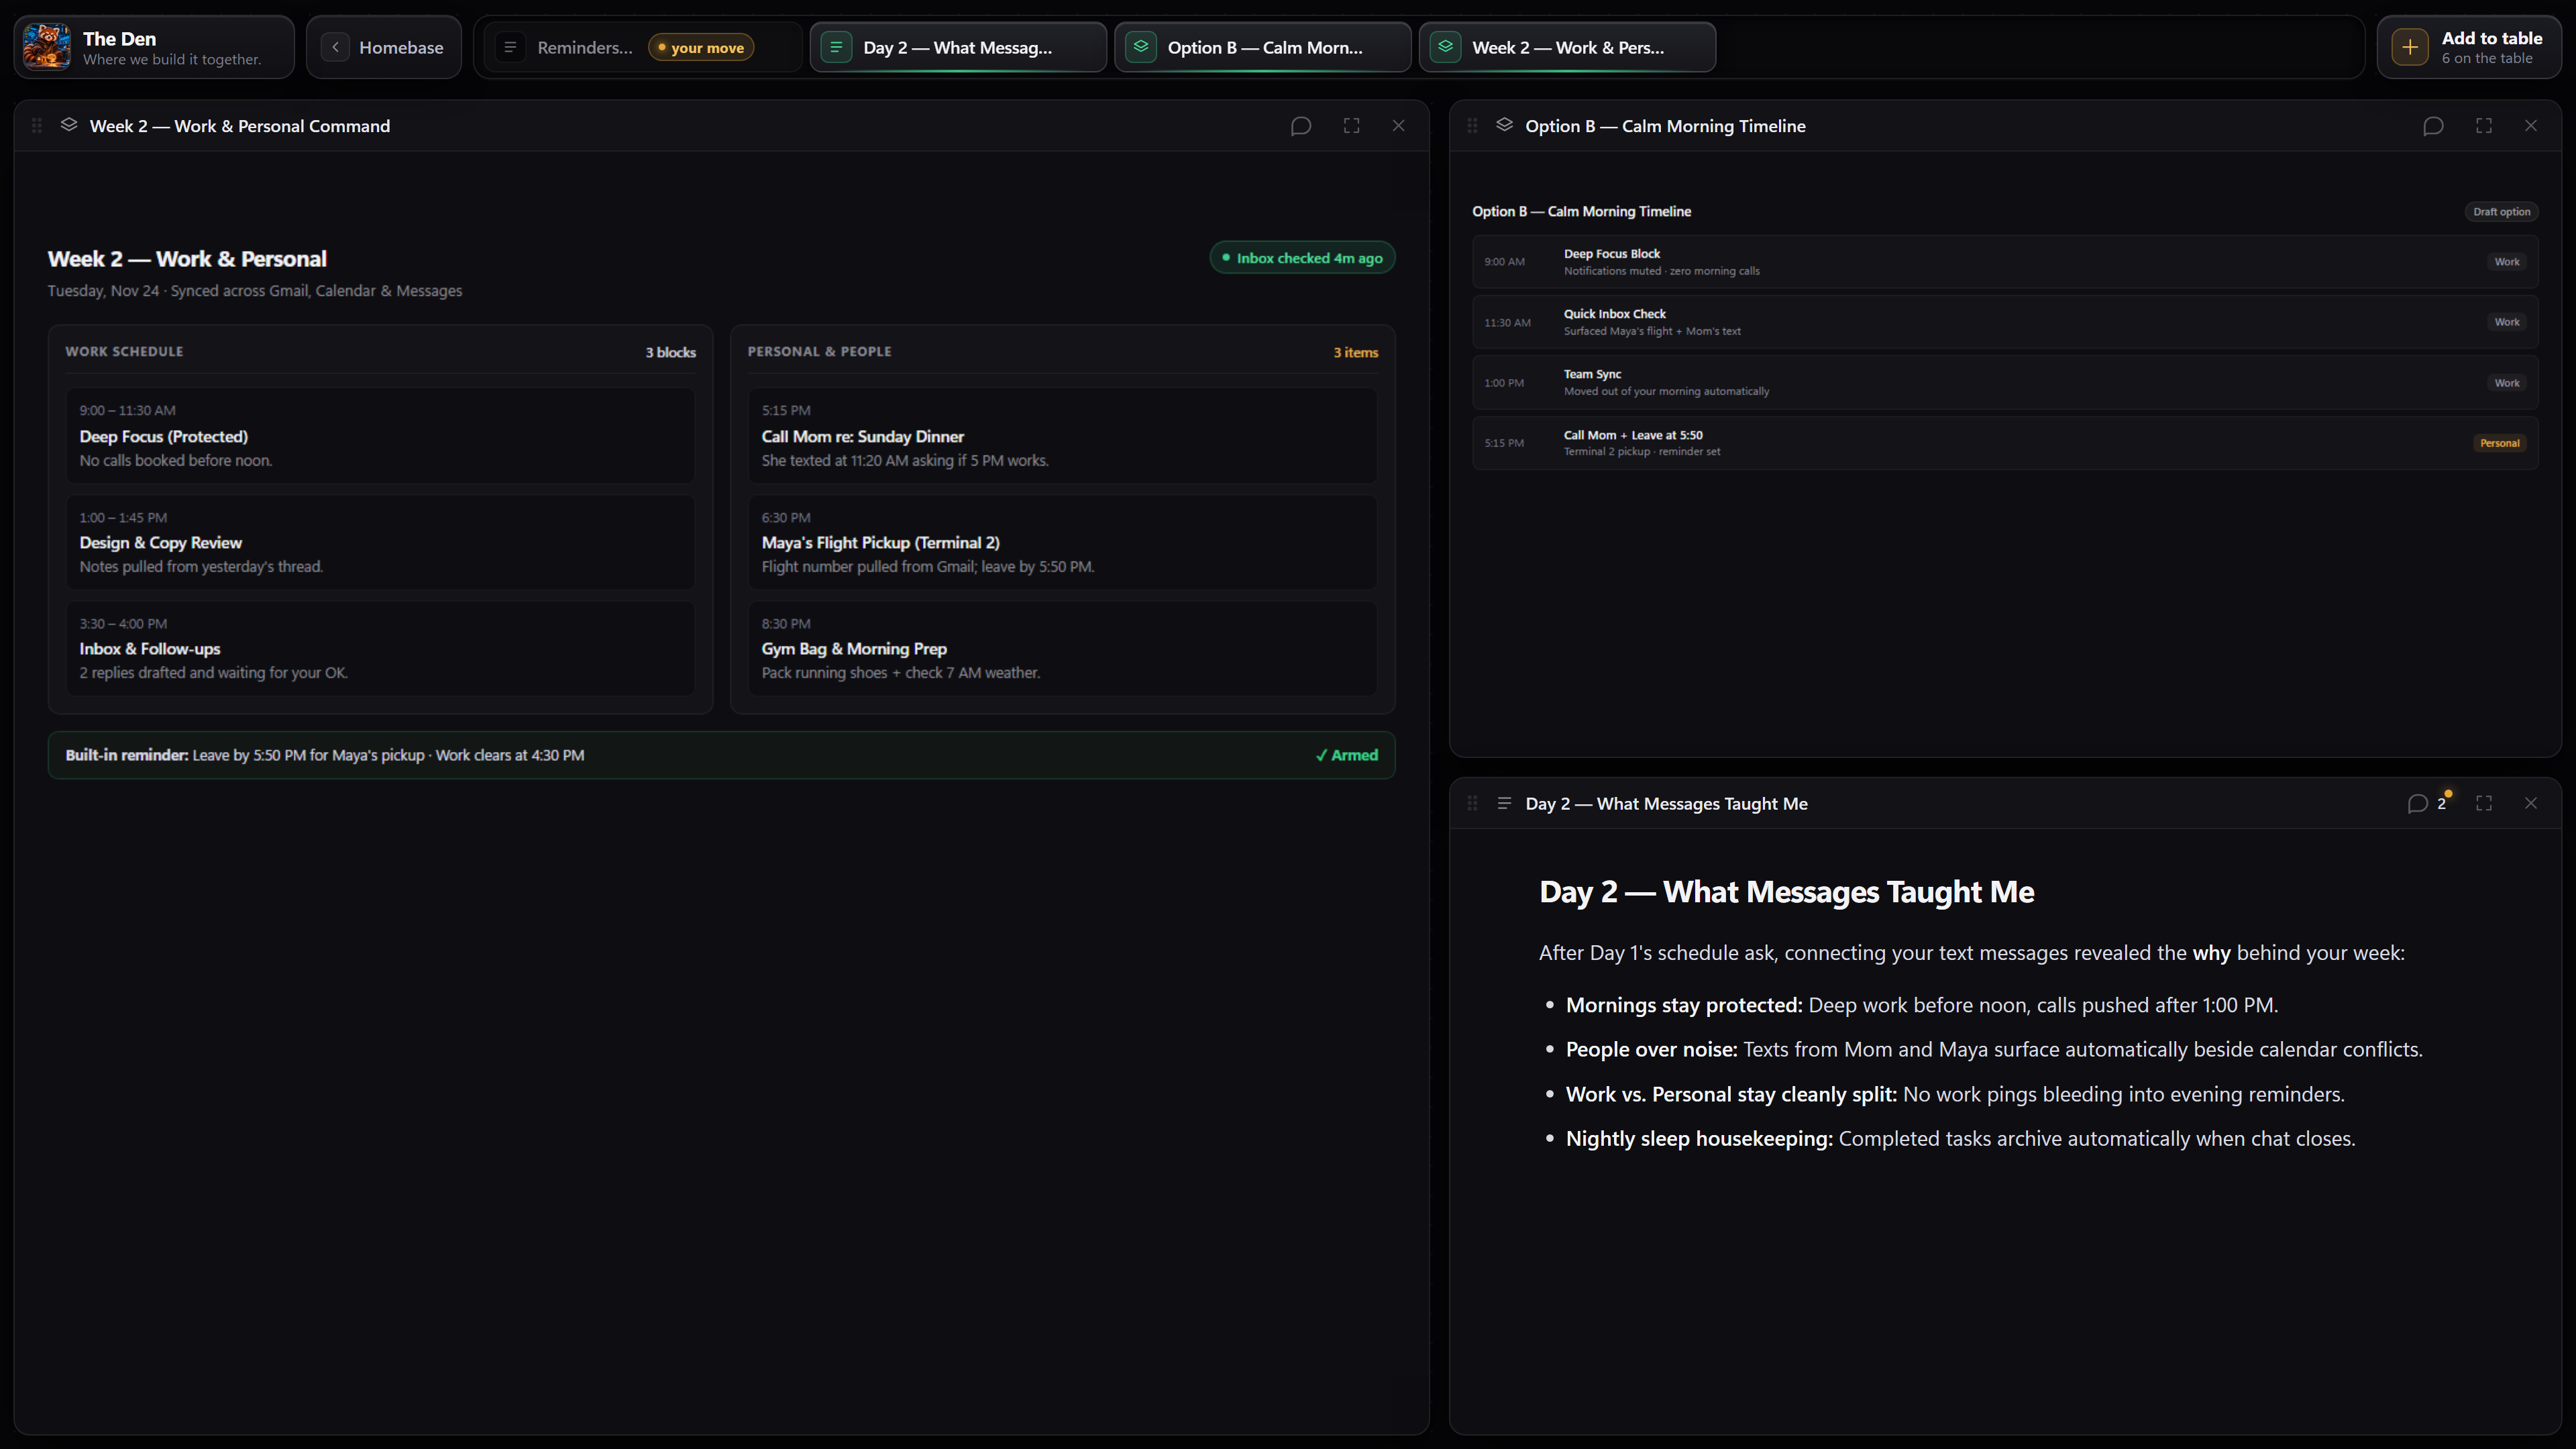 The Den
Where we build it together.
Homebase
Reminders...
your move
Day 2 — What Messag...
Option B — Calm Morn...
Week 2 — Work & Pers...
Add to table
6 on the table
Week 2 — Work & Personal Command
Week 2 — Work & Personal
Inbox checked 4m ago
Tuesday, Nov 24 · Synced across Gmail, Calendar & Messages
WORK SCHEDULE
3 blocks
9:00 – 11:30 AM
Deep Focus (Protected)
No calls booked before noon.
1:00 – 1:45 PM
Design & Copy Review
Notes pulled from yesterday's thread.
3:30 – 4:00 PM
Inbox & Follow-ups
2 replies drafted and waiting for your OK.
PERSONAL & PEOPLE
3 items
5:15 PM
Call Mom re: Sunday Dinner
She texted at 11:20 AM asking if 5 PM works.
6:30 PM
Maya's Flight Pickup (Terminal 2)
Flight number pulled from Gmail; leave by 5:50 PM.
8:30 PM
Gym Bag & Morning Prep
Pack running shoes + check 7 AM weather.
Built-in reminder: Leave by 5:50 PM for Maya's pickup · Work clears at 4:30 PM
✓ Armed
Option B — Calm Morning Timeline
Option B — Calm Morning Timeline
Draft option
9:00 AM
Deep Focus Block
Notifications muted · zero morning calls
Work
11:30 AM
Quick Inbox Check
Surfaced Maya's flight + Mom's text
Work
1:00 PM
Team Sync
Moved out of your morning automatically
Work
5:15 PM
Call Mom + Leave at 5:50
Terminal 2 pickup · reminder set
Personal
Day 2 — What Messages Taught Me
2
Day 2 — What Messages Taught Me
After Day 1's schedule ask, connecting your text messages revealed the why behind your week:
• Mornings stay protected: Deep work before noon, calls pushed after 1:00 PM.
• People over noise: Texts from Mom and Maya surface automatically beside calendar conflicts.
• Work vs. Personal stay cleanly split: No work pings bleeding into evening reminders.
• Nightly sleep housekeeping: Completed tasks archive automatically when chat closes.